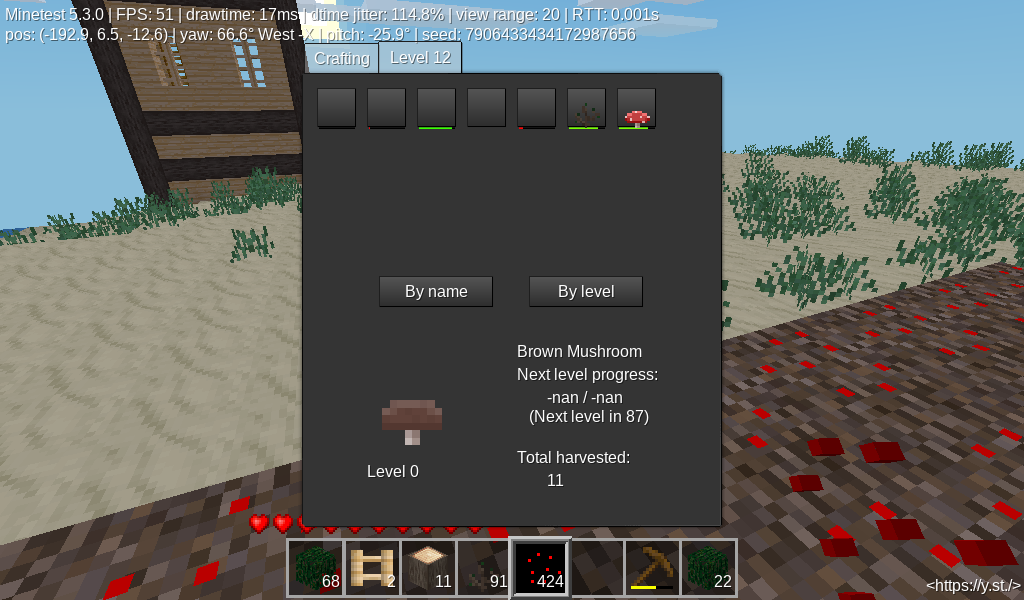 Minetest 5.3.0 | FPS: 51 | drawtime: 17ms | dtime jitter: 114.8% | view range: 20 | RTT: 0.001s
pos: (-192.9, 6.5, -12.6) | yaw: 66.6° West -X | pitch: -25.9° | seed: 7906433434172987656
Crafting Level 12
By name By level
Brown Mushroom
Next level progress:
-nan / -nan
(Next level in 87)
Level 0
Total harvested:
11
68 2 11 91 424 22
<https://y.st./>